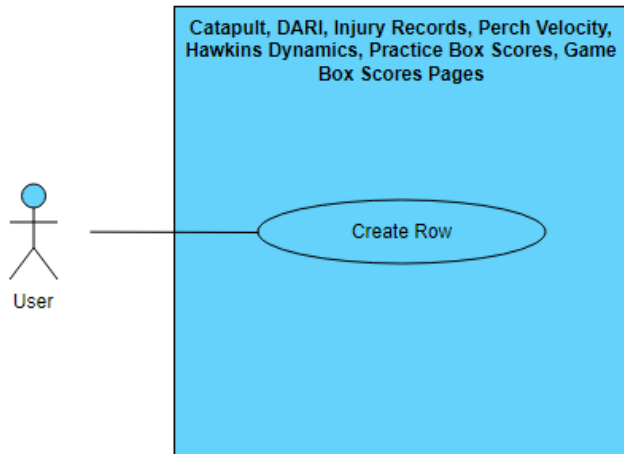 Catapult, DARI, Injury Records, Perch Velocity,
Hawkins Dynamics, Practice Box Scores, Game
Box Scores Pages
Create Row
User